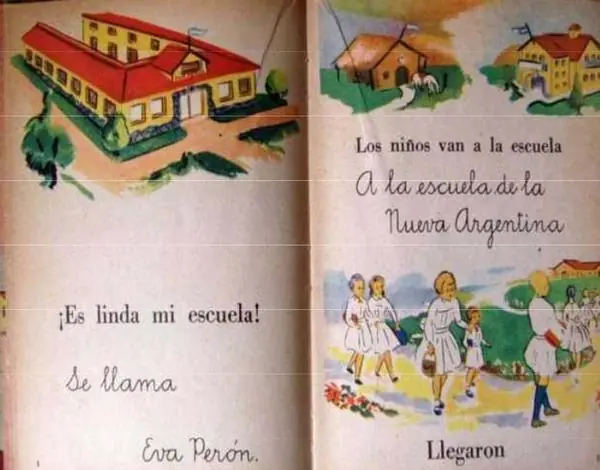 ¡Es linda mi escuela!
Se llama
Eva Perón.
Los niños van a la escuela
A la escuela de la
Nueva Argentina
Llegaron